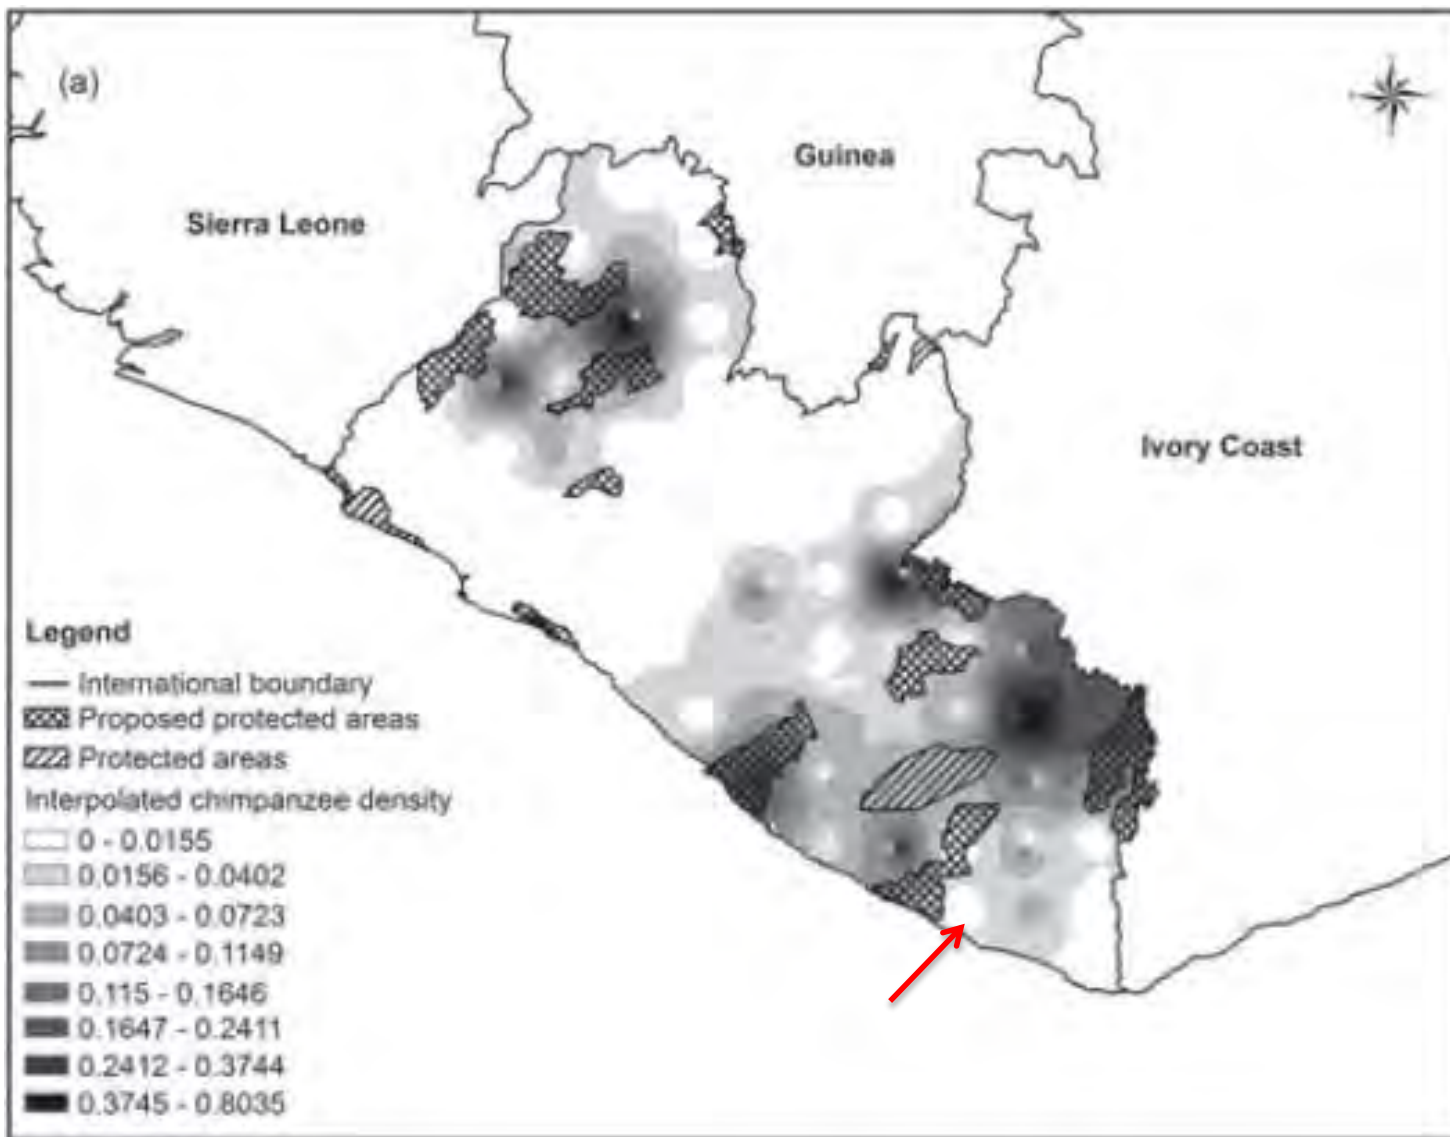 (a)
Guinea
Sierra Leone
Ivory Coast
Legend
International boundary
Proposed protected areas
Protected areas
Interpolated chimpanzee density
0 - 0.0155
0.0156 - 0.0402
0.0403 - 0.0723
0.0724 - 0.1149
0.115 - 0.1646
0.1647 - 0.2411
0.2412 - 0.3744
0.3745 - 0.8035